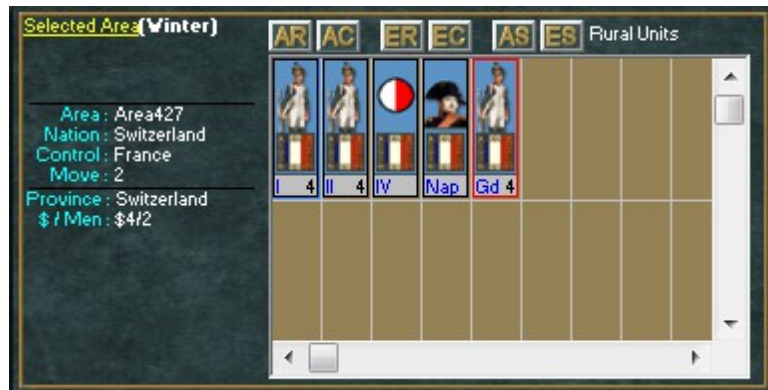 Selected Area(Winter)
AR AC ER EC AS ES Rural Units
Area : Area427
Nation : Switzerland
Control : France
Move : 2
Province : Switzerland
$ / Men : $4/2
I 4 II 4 IV Nap Gd 4